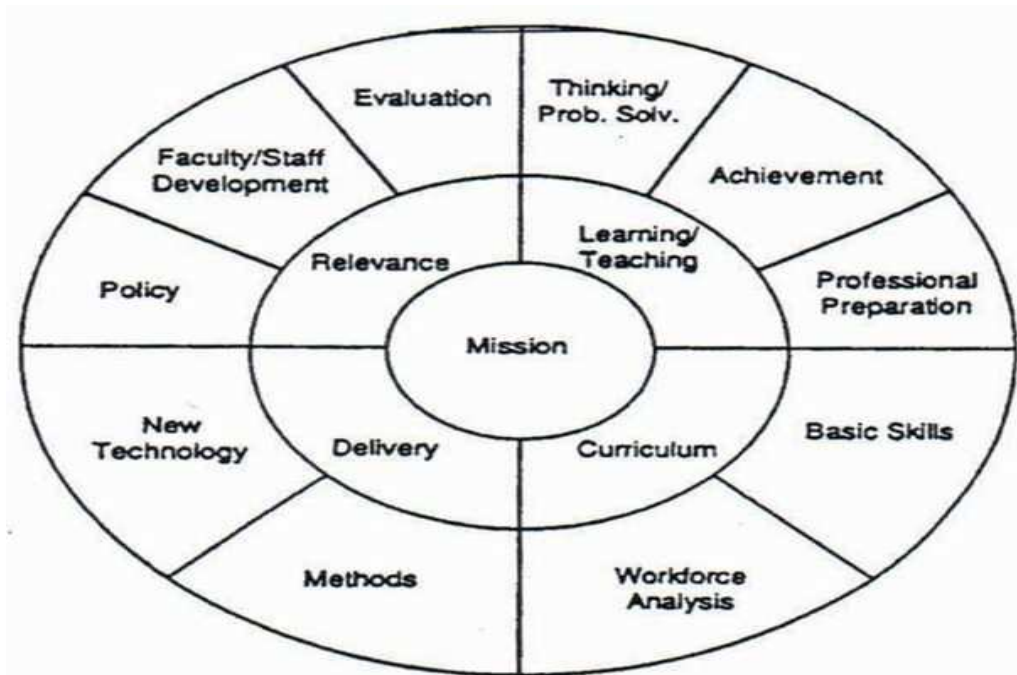 Evaluation
Thinking/
Prob. Solv.
Faculty/Staff
Development
Achievement
Relevance
Learning/
Teaching
Policy
Professional
Preparation
Mission
New
Technology
Delivery
Curriculum
Basic Skills
Methods
Workforce
Analysis